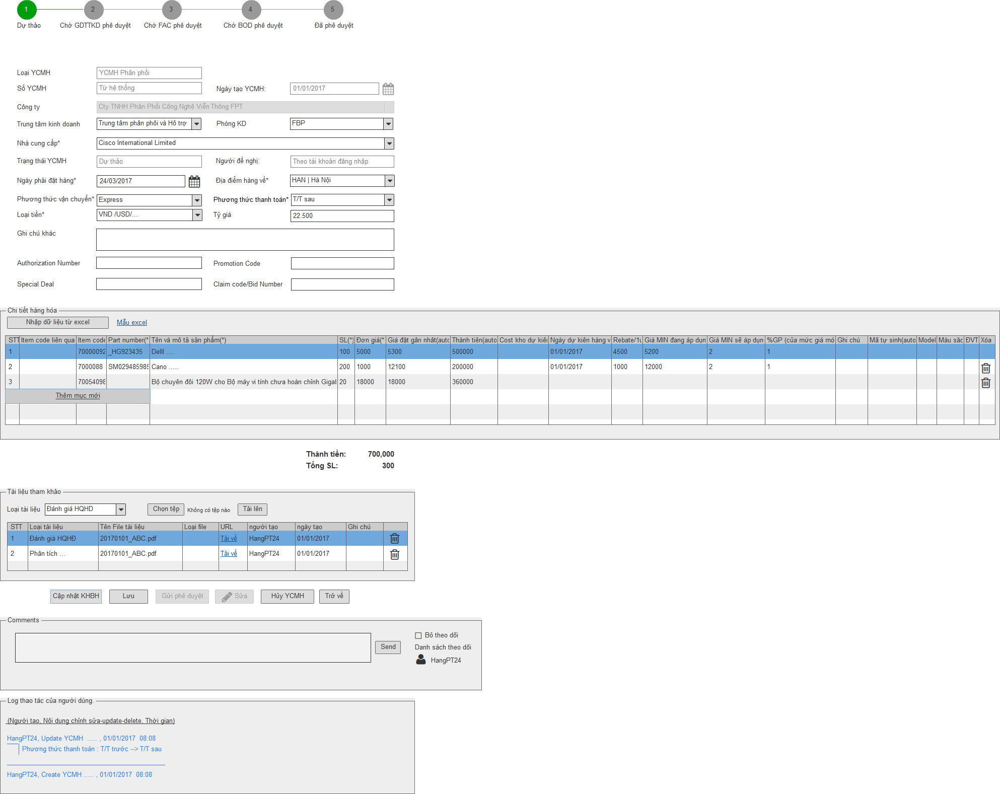 1 2 3 4 5
Dự thảo Chờ GDTTKD phê duyệt Chờ FAC phê duyệt Chờ BOD phê duyệt Đã phê duyệt
Loại YCMH YCMH Phân phối
Số YCMH Từ hệ thống Ngày tạo YCMH: 01/01/2017
Công ty Cty TNHH Phân Phối Công Nghệ Viễn Thông FPT
Trung tâm kinh doanh Trung tâm phân phối và Hỗ trợ Phòng KD FBP
Nhà cung cấp* Cisco International Limited
Trạng thái YCMH Dự thảo Người đề nghị: Theo tài khoản đăng nhập
Ngày phải đặt hàng* 24/03/2017 Địa điểm hàng về* HAN | Hà Nội
Phương thức vận chuyển* Express Phương thức thanh toán* T/T sau
Loại tiền* VND /USD/... Tỷ giá 22.500
Ghi chú khác
Authorization Number Promotion Code
Special Deal Claim code/Bid Number
Chi tiết hàng hóa
Nhập dữ liệu từ excel Mẫu excel
STT Item code liên qua Item code Part number(* Tên và mô tả sản phẩm(*) SL(*) Đơn giá(* Giá đặt gần nhất(auto Thành tiền(auto Cost kho dự kiế Ngày dự kiến hàng v Rebate/1u Giá MIN đang áp dụn Giá MIN sẽ áp dụn %GP (của mức giá mớ Ghi chú Mã tự sinh(auto Model Màu sắc ĐVT Xóa
1 70000092 _HG923435 Delll .... 100 5000 5300 500000 01/01/2017 4500 5200 2 1
2 7000088 SM029485985 Cano ..... 200 1000 12100 200000 01/01/2017 1000 12000 2 1
3 70054098 Bộ chuyển đổi 120W cho Bộ máy vi tính chưa hoàn chỉnh Gigal 20 18000 18000 360000
Thêm mục mới
Thành tiền: 700,000
Tổng SL: 300
Tài liệu tham khảo
Loại tài liệu Đánh giá HQHD Chọn tệp Không có tệp nào Tải lên
STT Loại tài liệu Tên File tài liệu Loại file URL người tạo ngày tạo Ghi chú
1 Đánh giá HQHĐ 20170101_ABC.pdf Tải về HangPT24 01/01/2017
2 Phân tích ... 20170101_ABC.pdf Tải về HangPT24 01/01/2017
Cập nhật KHBH Lưu Gửi phê duyệt Sửa Hủy YCMH Trở về
Comments
Bỏ theo dõi
Send Danh sách theo dõi
HangPT24
Log thao tác của người dùng.
(Người tạo, Nội dung chỉnh sửa-update-delete, Thời gian)
HangPT24, Update YCMH ..... , 01/01/2017 08:08
Phương thức thanh toán : T/T trước --> T/T sau
HangPT24, Create YCMH ..... , 01/01/2017 08:08